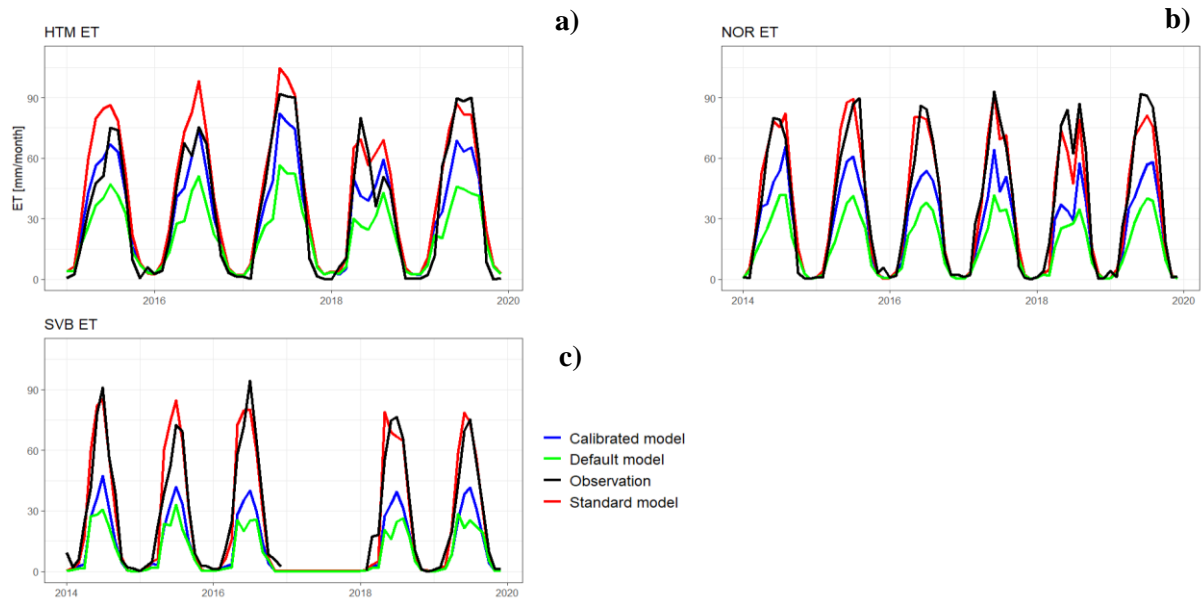 HTM ET
a)
ET [mm/month]
90
60
30
0
2016
2018
2020
NOR ET
b)
90
60
30
0
2014
2016
2018
2020
SVB ET
c)
90
60
30
0
2014
2016
2018
2020
Calibrated model
Default model
Observation
Standard model